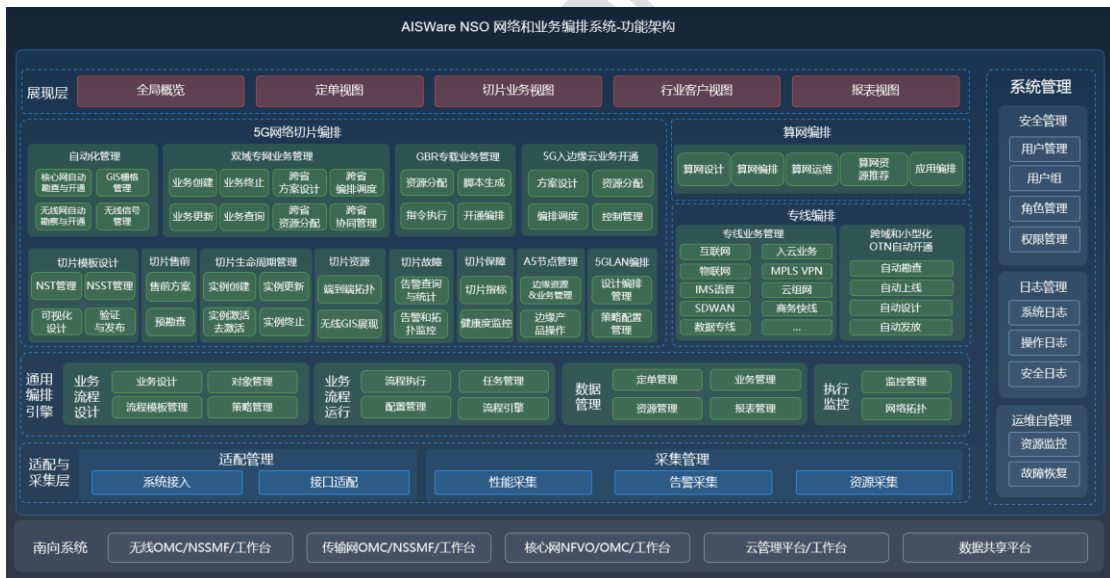 AISWare NSO 网络和业务编排系统-功能架构
展现层
全局概览
定单视图
切片业务视图
行业客户视图
报表视图
5G网络切片编排
自动化管理
核心网自动
勘查与开通
GIS栅格
管理
无线网自动
勘察与开通
无线信号
管理
双域专网业务管理
业务创建
业务终止
跨省
方案设计
跨省
编排调度
业务更新
业务查询
跨省
资源分配
跨省
协同管理
GBR专载业务管理
资源分配
脚本生成
指令执行
开通编排
5G入边缘云业务开通
方案设计
资源分配
编排调度
控制管理
切片模板设计
NST管理
NSST管理
可视化
设计
验证
与发布
切片售前
售前方案
预勘查
切片生命周期管理
实例创建
实例更新
实例激活
去激活
实例终止
切片资源
端到端拓扑
无线GIS展现
切片故障
告警查询
与统计
告警和拓
扑监控
切片保障
切片指标
健康度监控
A5节点管理
边缘资源
&业务管理
边缘产
品操作
5GLAN编排
设计编排
管理
策略配置
管理
算网编排
算网设计
算网编排
算网运维
算网资
源推荐
应用编排
专线编排
专线业务管理
互联网
入云业务
物联网
MPLS VPN
IMS语音
云组网
SDWAN
商务快线
数据专线
...
跨域和小型化
OTN自动开通
自动勘查
自动上线
自动设计
自动发放
通用
编排
引擎
业务
流程
设计
业务设计
对象管理
流程模板管理
策略管理
业务
流程
运行
流程执行
任务管理
配置管理
流程引擎
数据
管理
定单管理
业务管理
资源管理
报表管理
执行
监控
监控管理
网络拓扑
适配与
采集层
适配管理
系统接入
接口适配
采集管理
性能采集
告警采集
资源采集
系统管理
安全管理
用户管理
用户组
角色管理
权限管理
日志管理
系统日志
操作日志
安全日志
运维自管理
资源监控
故障恢复
南向系统
无线OMC/NSSMF/工作台
传输网OMC/NSSMF/工作台
核心网NFVO/OMC/工作台
云管理平台/工作台
数据共享平台